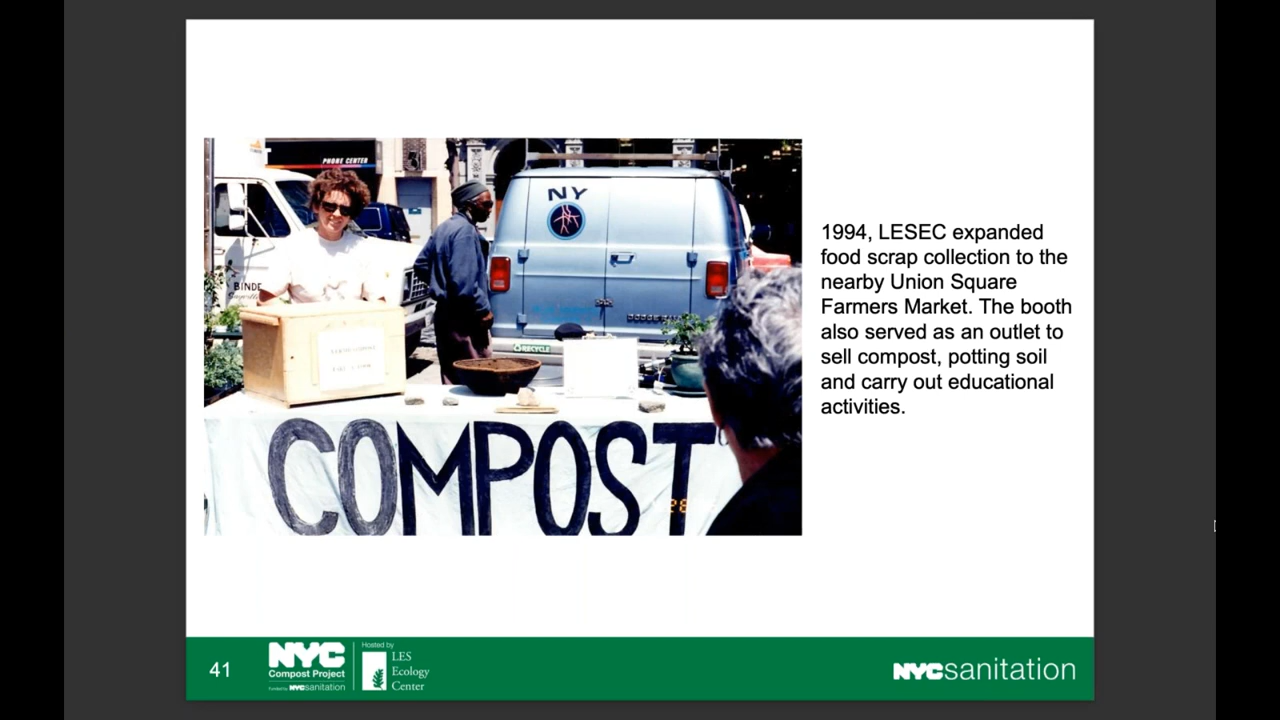 PHONE CENTER
NY
BINDE
RECYCLE
COMPOST
28
1994, LESEC expanded
food scrap collection to the
nearby Union Square
Farmers Market. The booth
also served as an outlet to
sell compost, potting soil
and carry out educational
activities.
41
NYC
Compost Project
Funded by NYCsanitation
Hosted by
LES
Ecology
Center
NYCsanitation